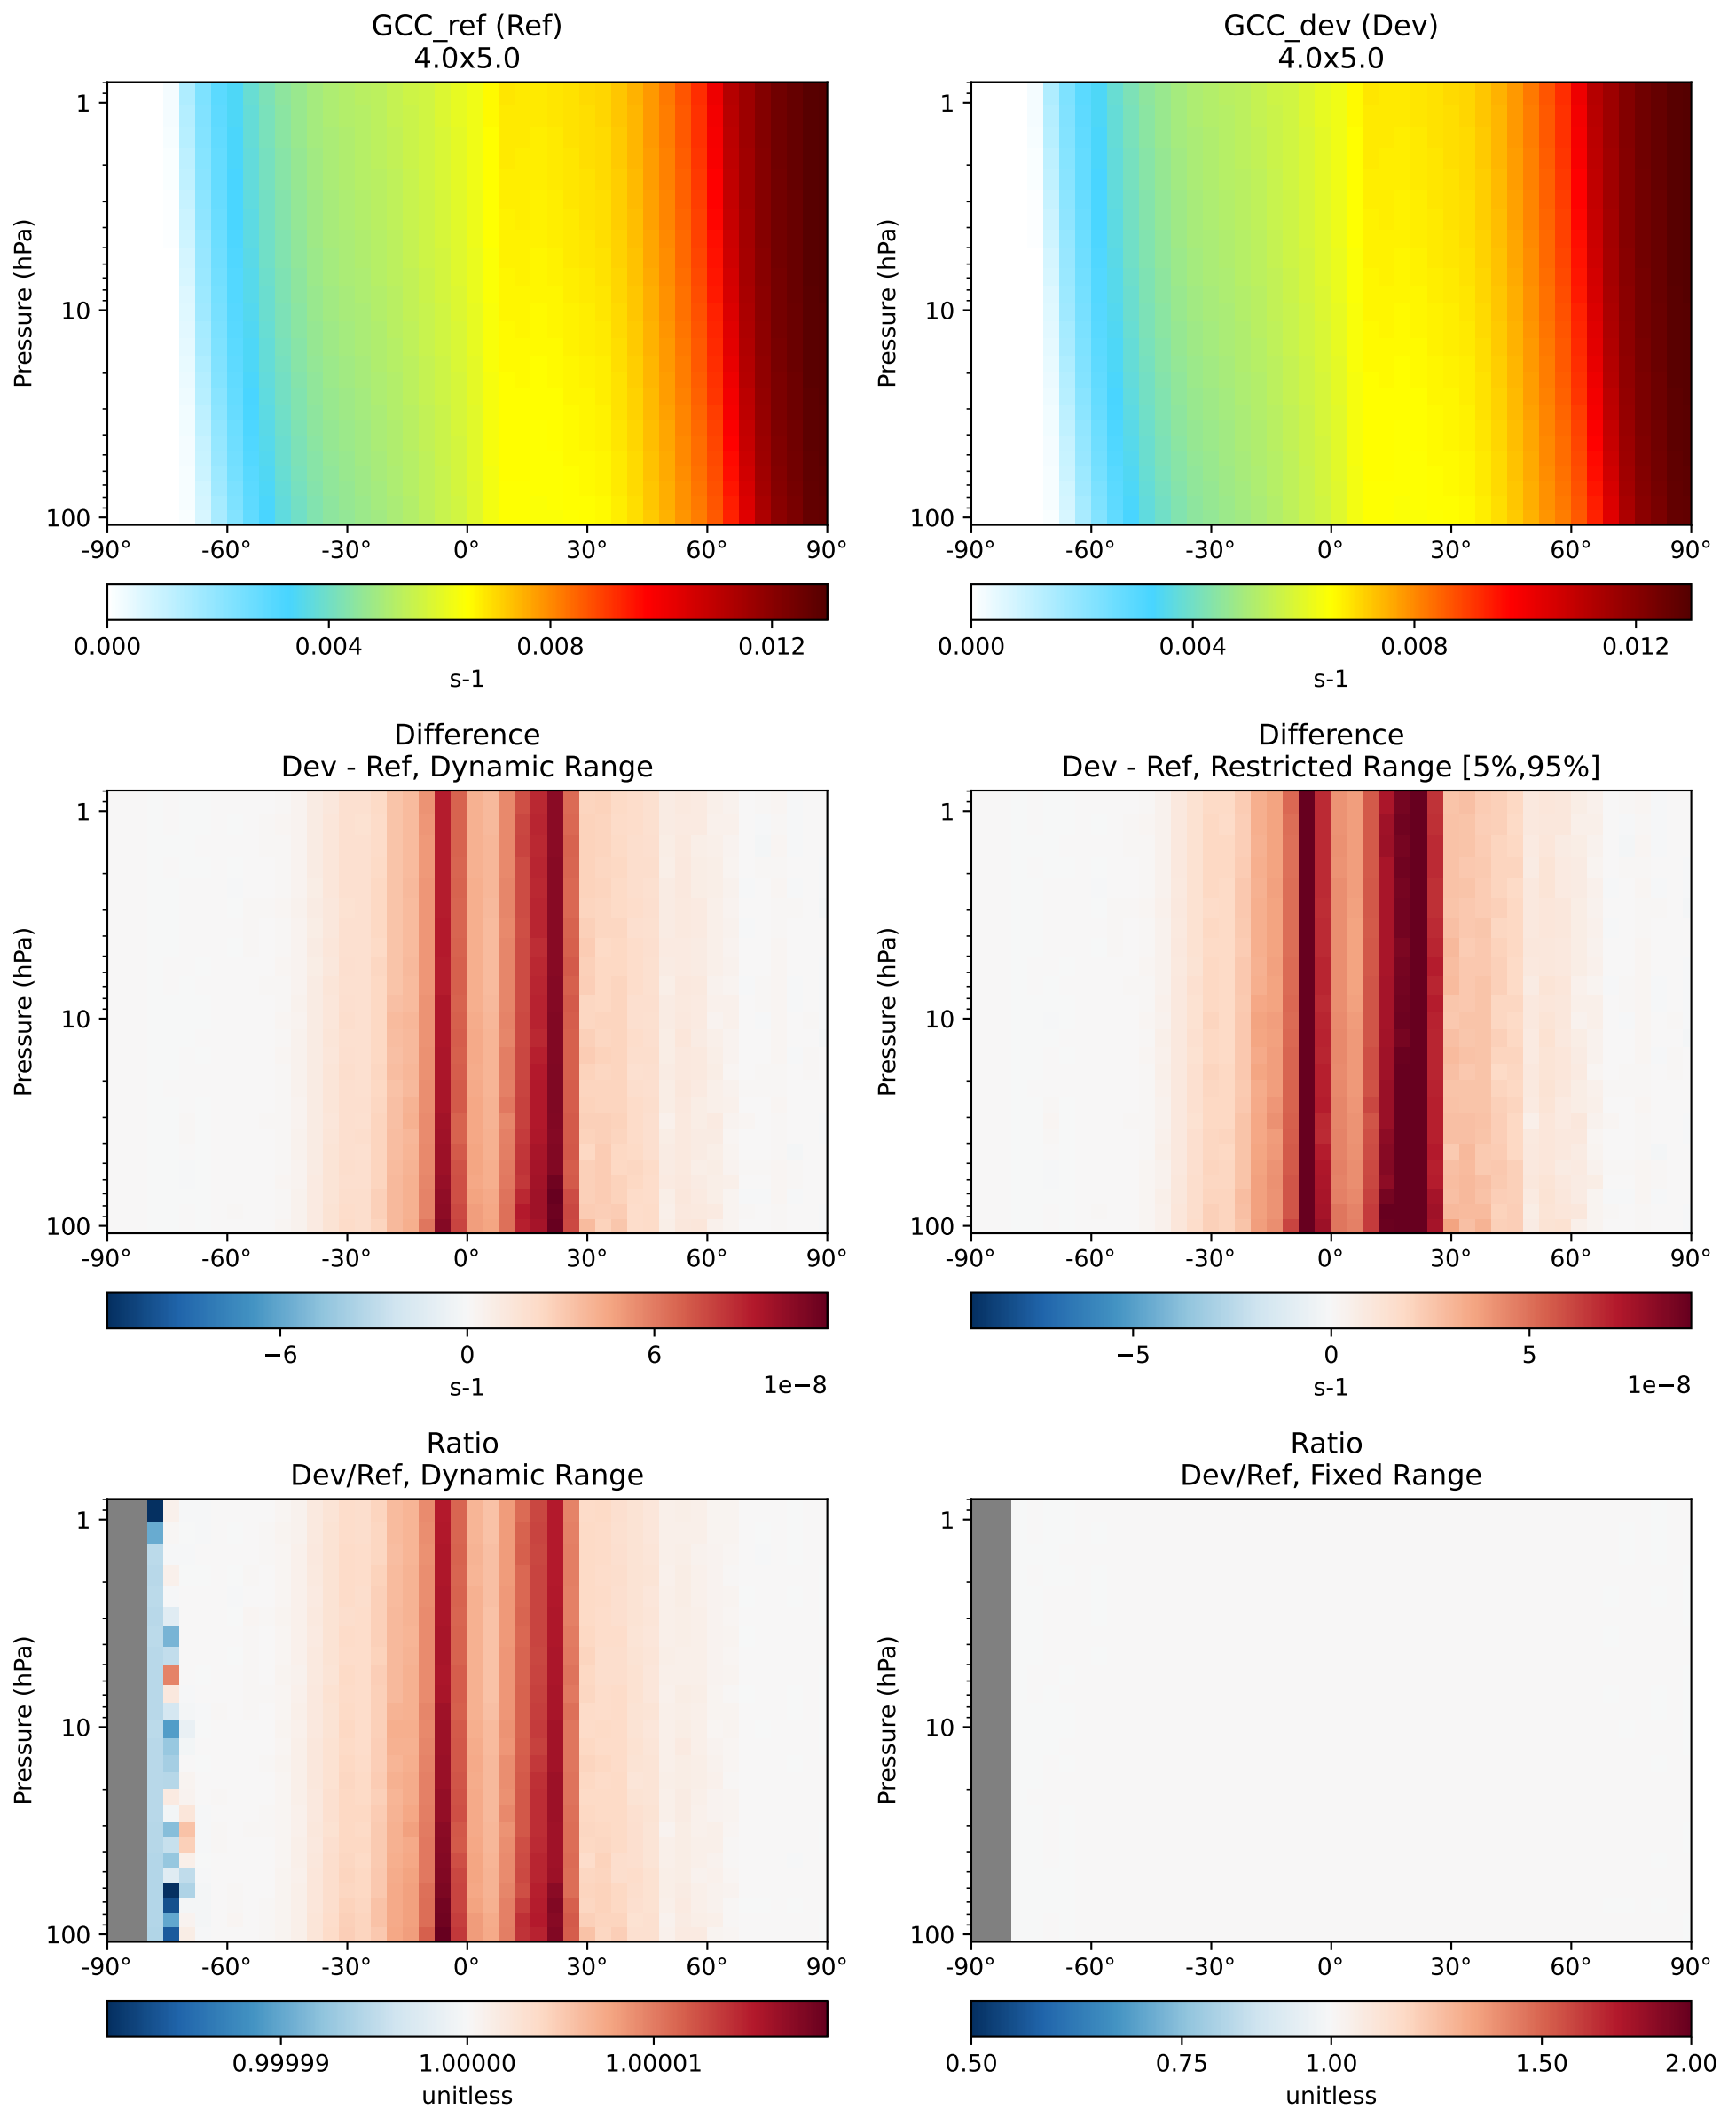 GCC_ref (Ref)
4.0x5.0
Pressure (hPa)
1
10
100
-90° -60° -30° 0° 30° 60° 90°
0.000 0.004 0.008 0.012
s-1
GCC_dev (Dev)
4.0x5.0
Pressure (hPa)
1
10
100
-90° -60° -30° 0° 30° 60° 90°
0.000 0.004 0.008 0.012
s-1
Difference
Dev - Ref, Dynamic Range
Pressure (hPa)
1
10
100
-90° -60° -30° 0° 30° 60° 90°
−6 0 6
s-1
1e−8
Difference
Dev - Ref, Restricted Range [5%,95%]
Pressure (hPa)
1
10
100
-90° -60° -30° 0° 30° 60° 90°
−5 0 5
s-1
1e−8
Ratio
Dev/Ref, Dynamic Range
Pressure (hPa)
1
10
100
-90° -60° -30° 0° 30° 60° 90°
0.99999 1.00000 1.00001
unitless
Ratio
Dev/Ref, Fixed Range
Pressure (hPa)
1
10
100
-90° -60° -30° 0° 30° 60° 90°
0.50 0.75 1.00 1.50 2.00
unitless